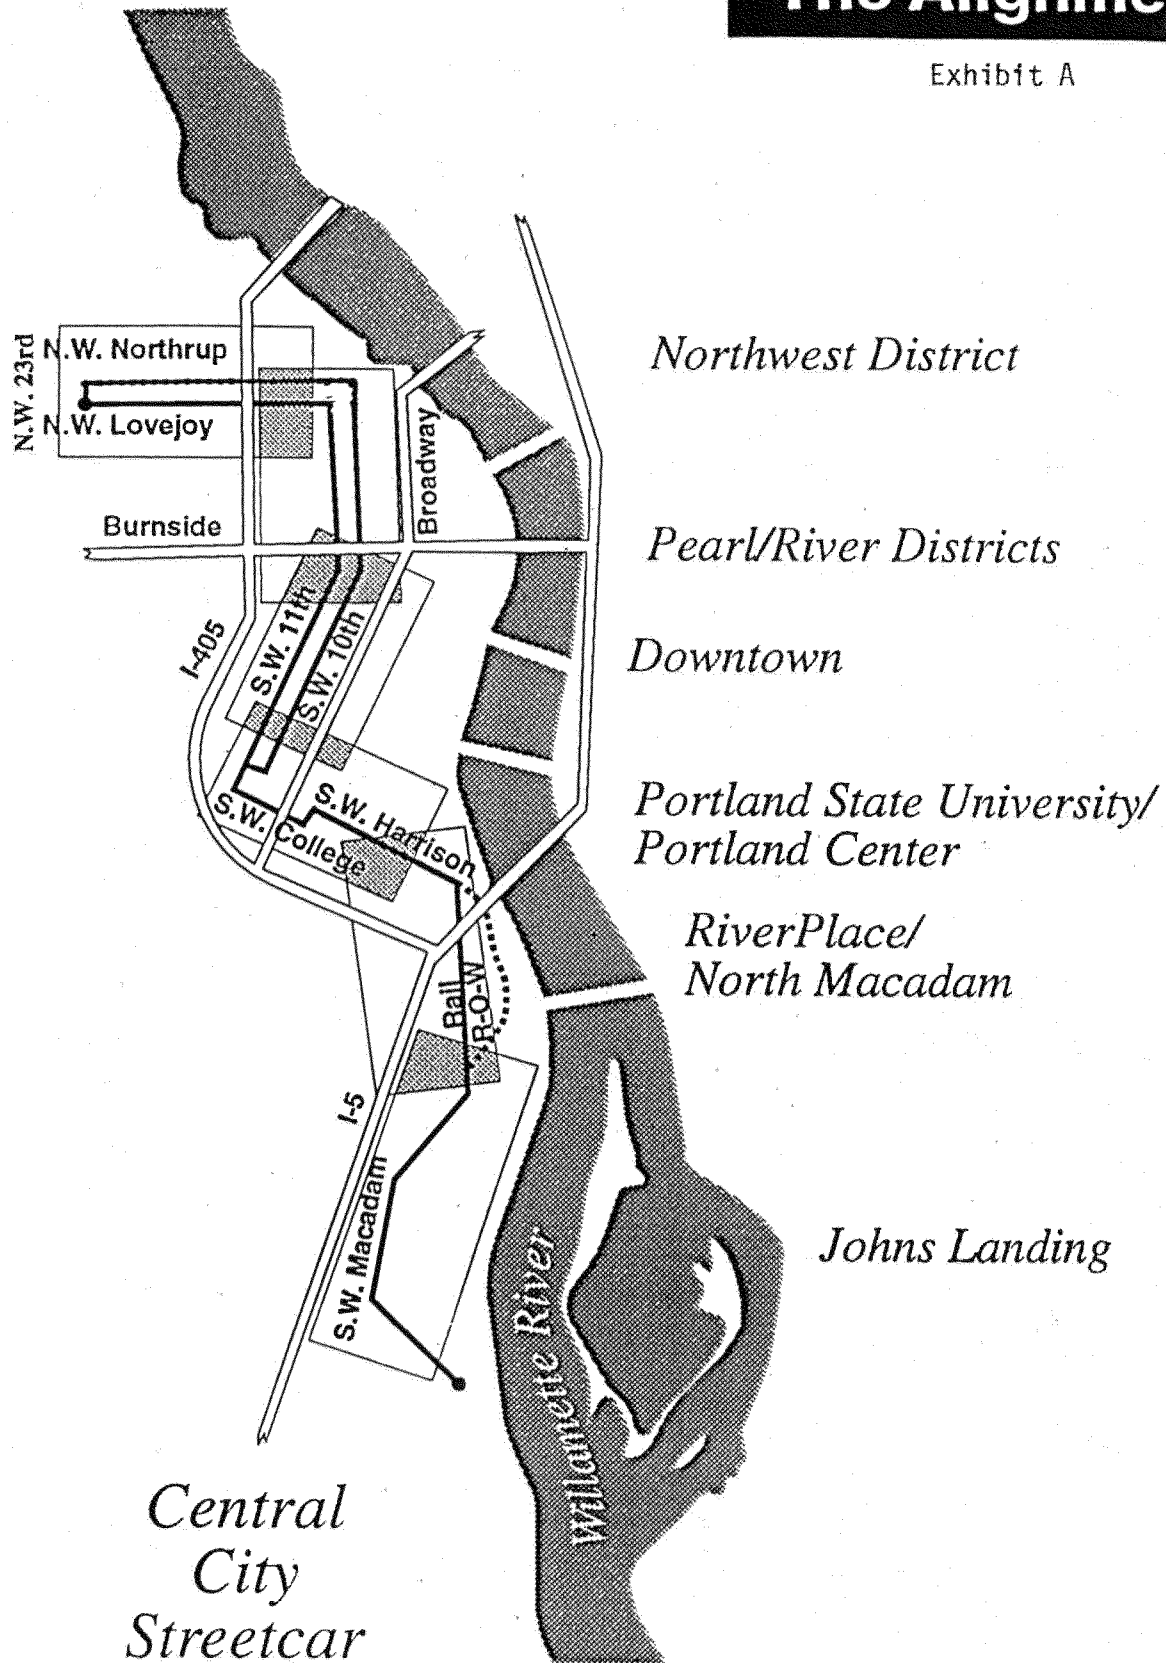 The Alignme
Exhibit A
N.W. 23rd
N.W. Northrup
N.W. Lovejoy
Northwest District
Broadway
Burnside
Pearl/River Districts
I-405
S.W. 11th
S.W. 10th
Downtown
S.W. Harrison
S.W. College
Portland State University/
Portland Center
RiverPlace/
North Macadam
Rail
R-O-W
I-5
S.W. Macadam
Johns Landing
Willamette River
Central
City
Streetcar